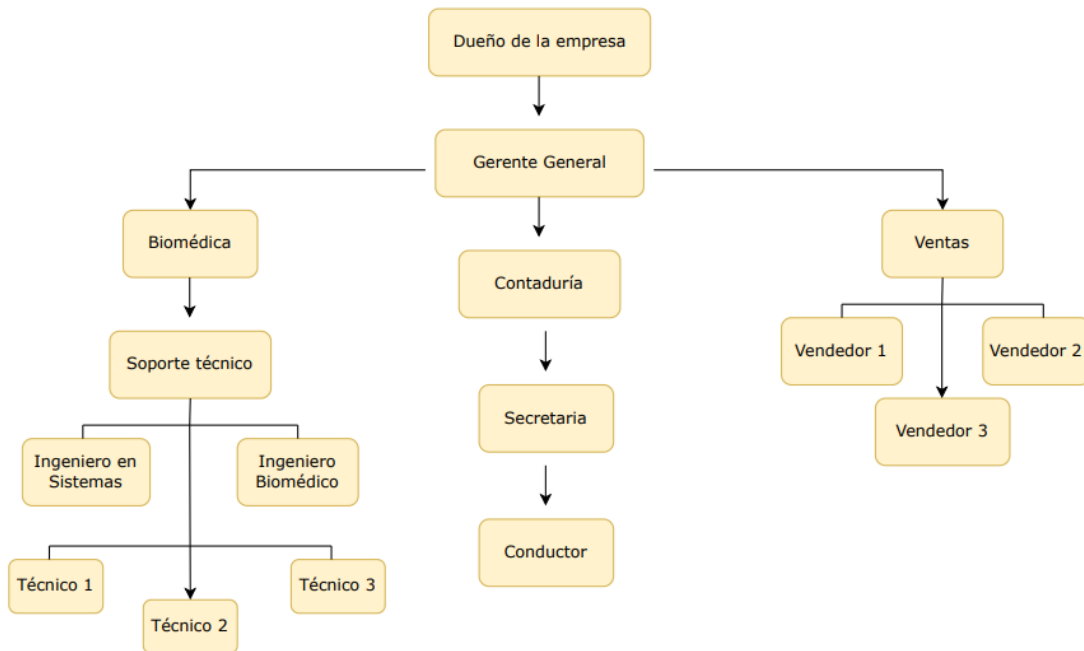 Dueño de la empresa
Gerente General
Biomédica
Contaduría
Ventas
Soporte técnico
Vendedor 1
Vendedor 2
Vendedor 3
Secretaria
Ingeniero en
Sistemas
Ingeniero
Biomédico
Conductor
Técnico 1
Técnico 2
Técnico 3